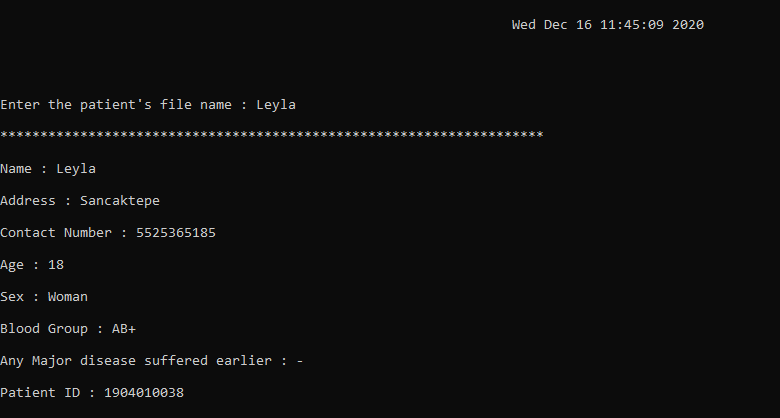 Wed Dec 16 11:45:09 2020
Enter the patient's file name : Leyla
********************************************************************
Name : Leyla
Address : Sancaktepe
Contact Number : 5525365185
Age : 18
Sex : Woman
Blood Group : AB+
Any Major disease suffered earlier : -
Patient ID : 1904010038